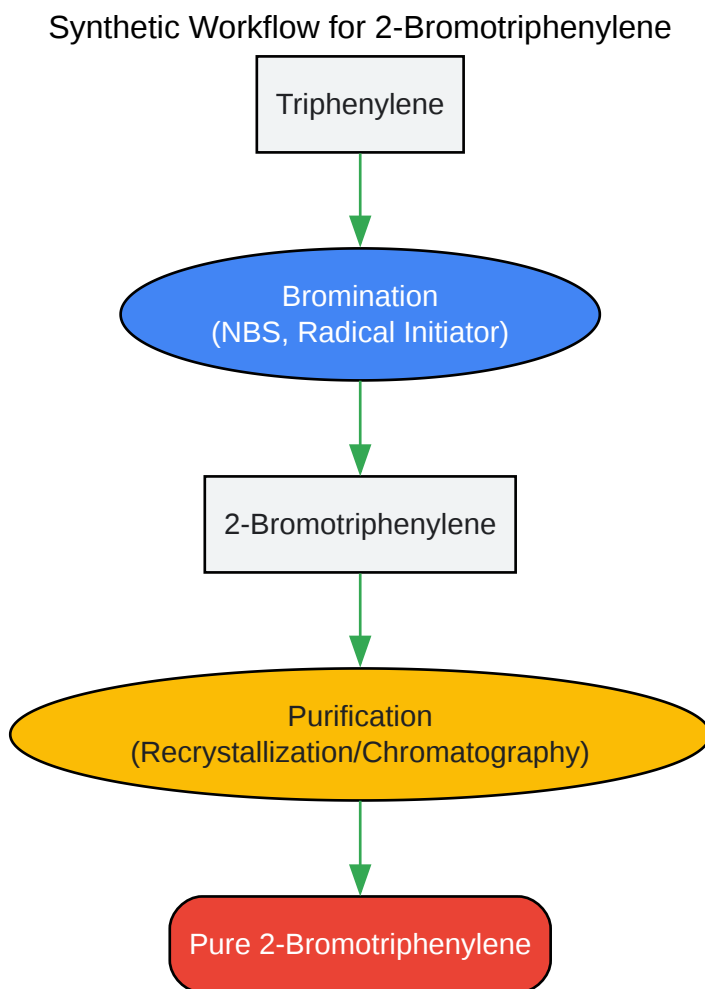 Synthetic Workflow for 2-Bromotriphenylene
Triphenylene
Bromination
(NBS, Radical Initiator)
2-Bromotriphenylene
Purification
(Recrystallization/Chromatography)
Pure 2-Bromotriphenylene